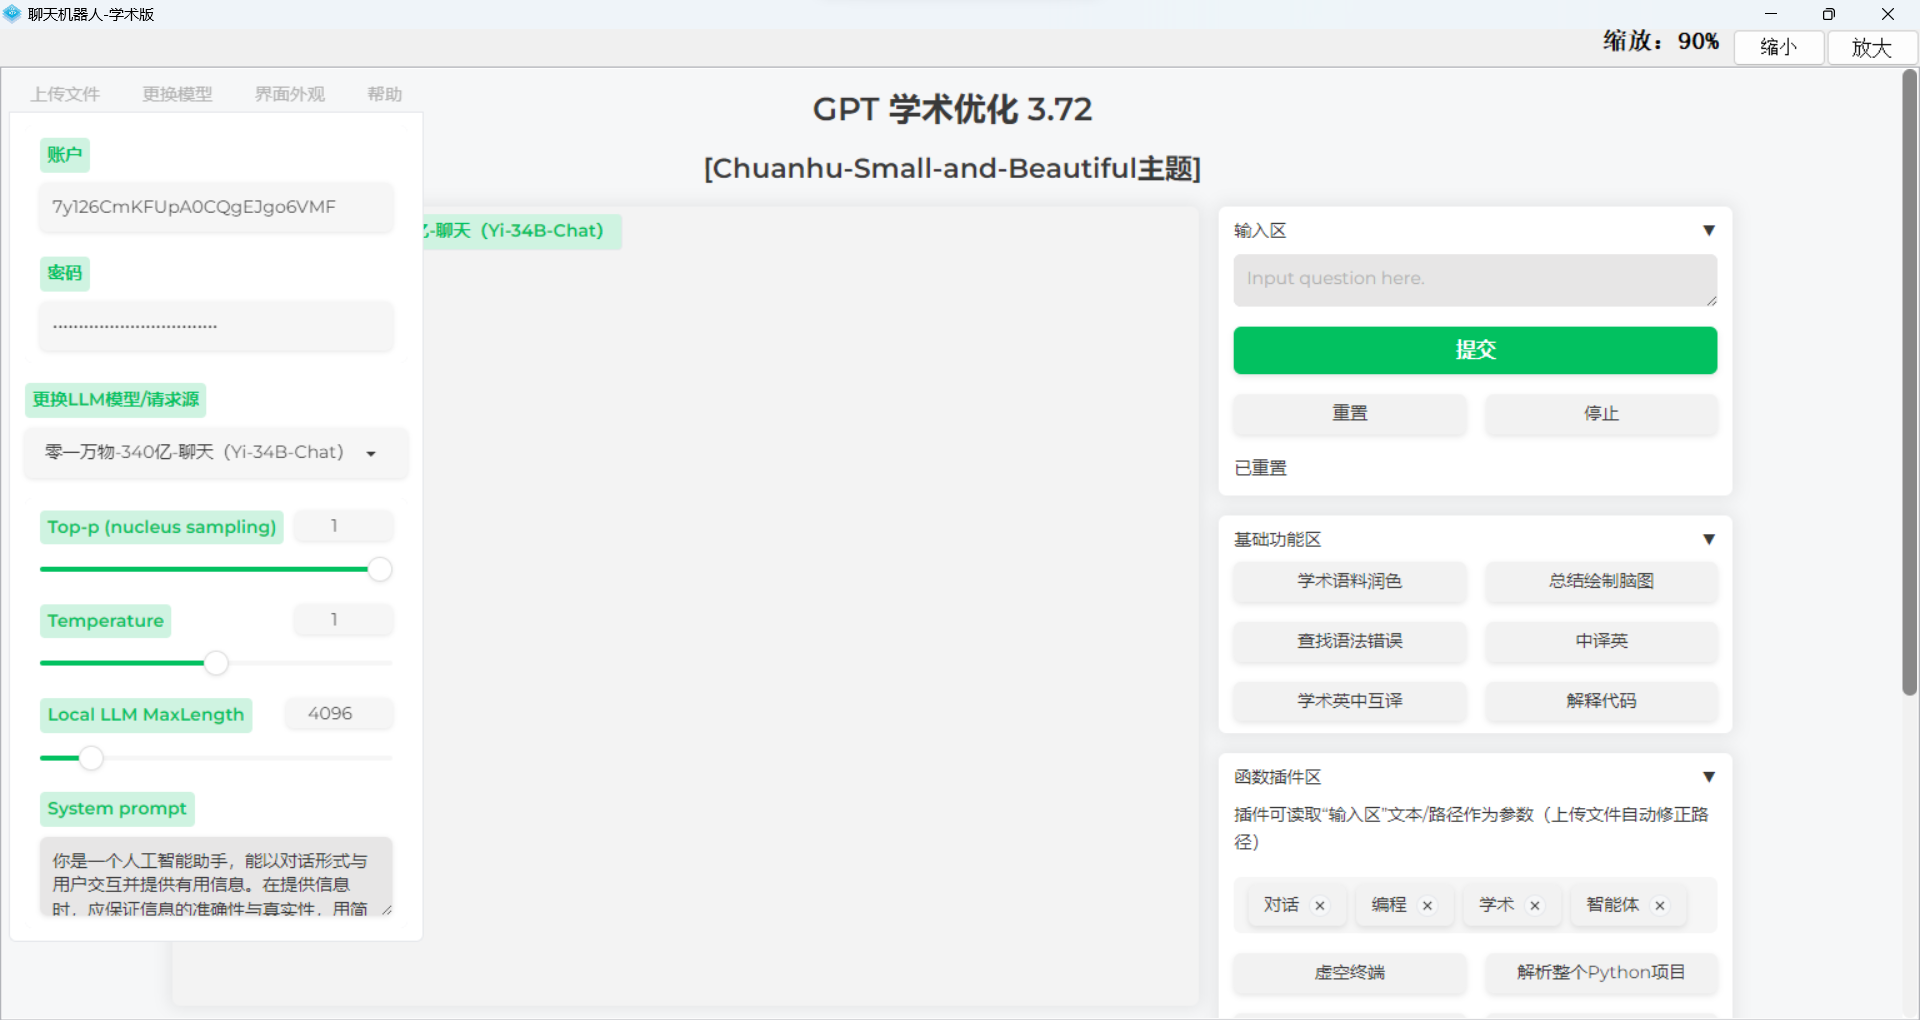 聊天机器人-学术版
缩放：90%
缩小
放大
上传文件
更换模型
界面外观
帮助
GPT 学术优化 3.72
[Chuanhu-Small-and-Beautiful主题]
账户
7y126CmKFUpA0CQgEJgo6VMF
密码
更换LLM模型/请求源
零一万物-340亿-聊天（Yi-34B-Chat）
Top-p (nucleus sampling)
1
Temperature
1
Local LLM MaxLength
4096
System prompt
你是一个人工智能助手，能以对话形式与
用户交互并提供有用信息。在提供信息
时，应保证信息的准确性与真实性，用简
亿-聊天（Yi-34B-Chat）
输入区
▼
Input question here.
提交
重置
停止
已重置
基础功能区
▼
学术语料润色
总结绘制脑图
查找语法错误
中译英
学术英中互译
解释代码
函数插件区
▼
插件可读取“输入区”文本/路径作为参数（上传文件自动修正路
径）
对话 ×
编程 ×
学术 ×
智能体 ×
虚空终端
解析整个Python项目